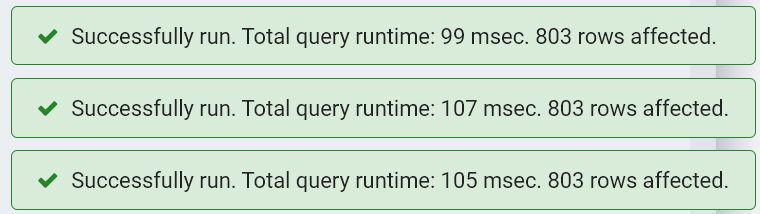 Successfully run. Total query runtime: 99 msec. 803 rows affected.
Successfully run. Total query runtime: 107 msec. 803 rows affected.
Successfully run. Total query runtime: 105 msec. 803 rows affected.